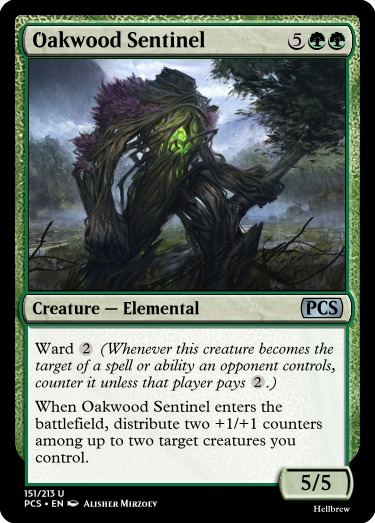 Oakwood Sentinel 5
Creature — Elemental PCS
Ward 2 (Whenever this creature becomes the
target of a spell or ability an opponent controls,
counter it unless that player pays 2.)
When Oakwood Sentinel enters the
battlefield, distribute two +1/+1 counters
among up to two target creatures you
control.
5/5
151/213 U
PCS • EN Alisher Mirzoev
Hellbrew